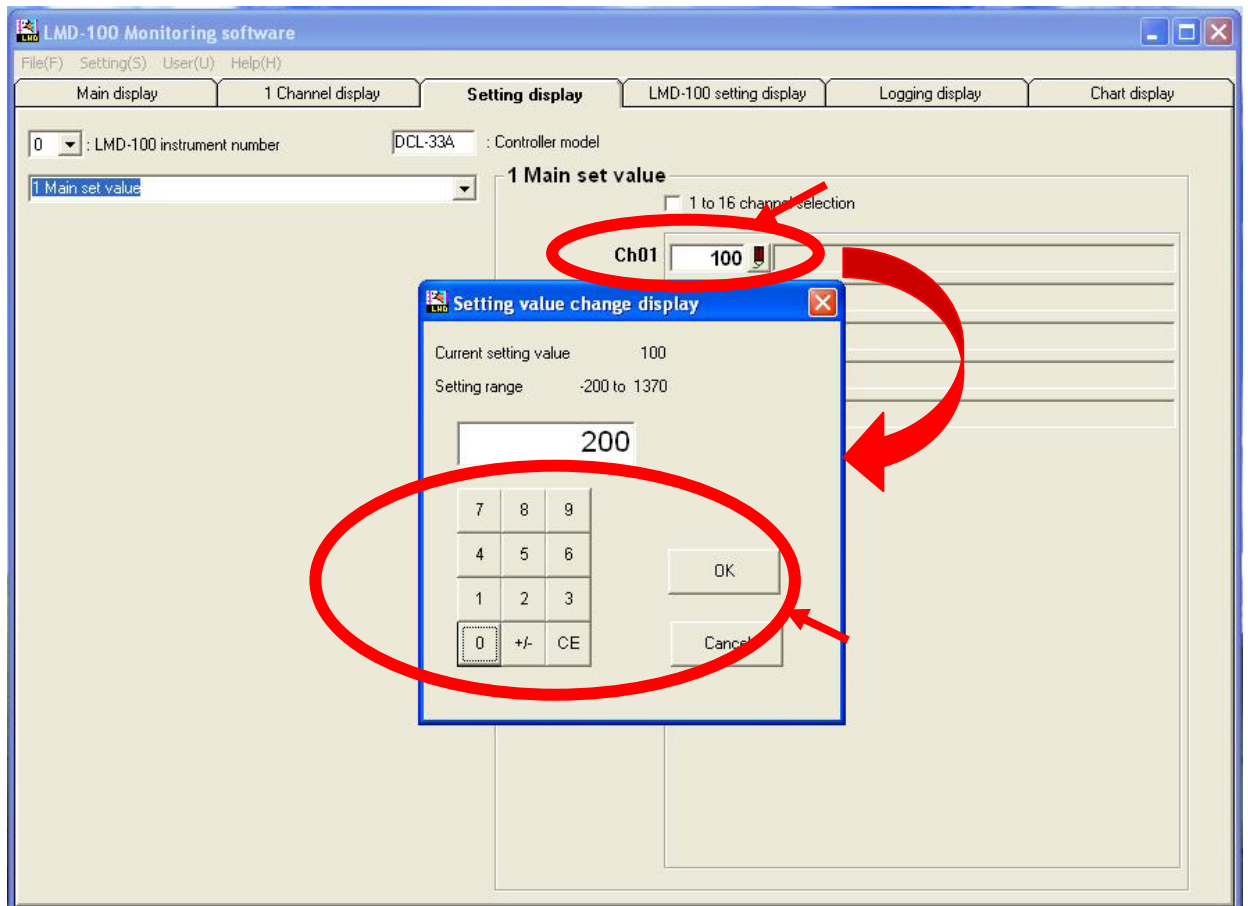 LMD-100 Monitoring software
File(F) Setting(S) User(U) Help(H)
Main display 1 Channel display Setting display LMD-100 setting display Logging display Chart display
0 : LMD-100 instrument number DCL-33A : Controller model
1 Main set value
1 Main set value
1 to 16 channel selection
Ch01 100
LMD Setting value change display
Current setting value 100
Setting range -200 to 1370
200
7 8 9
4 5 6
OK
1 2 3
0 +/- CE Cancel